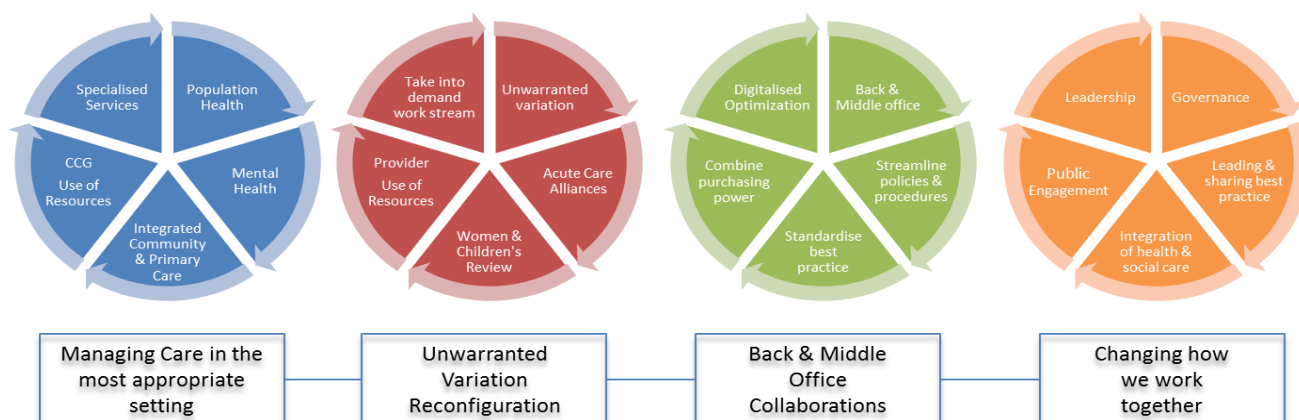 Specialised
Services
Population
Health
Mental
Health
Integrated
Community
& Primary
Care
CCG
Use of
Resources
Take into
demand
work stream
Unwarranted
variation
Acute Care
Alliances
Women &
Children's
Review
Provider
Use of
Resources
Digitalised
Optimization
Back &
Middle office
Streamline
policies &
procedures
Standardise
best
practice
Combine
purchasing
power
Leadership
Governance
Leading &
sharing best
practice
Integration
of health &
social care
Public
Engagement
Managing Care in the
most appropriate
setting
Unwarranted
Variation
Reconfiguration
Back & Middle
Office
Collaborations
Changing how
we work
together